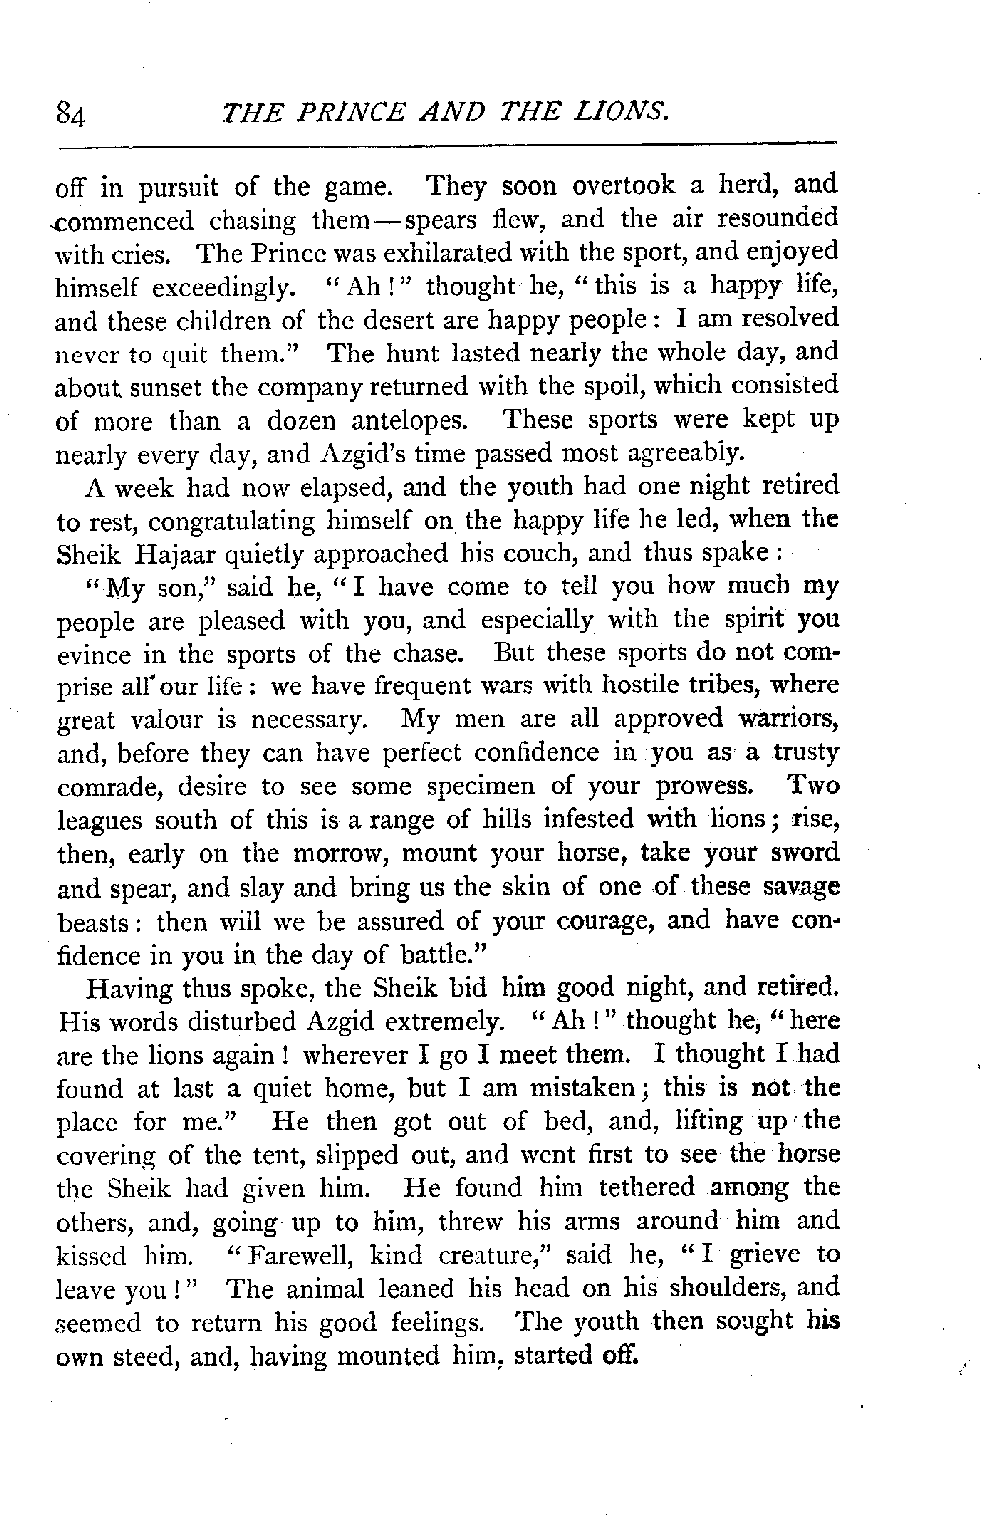 84 THE PRINCE AND THE LIONS.
off in pursuit of the game. They soon overtook a herd, and
commenced chasing them—spears flew, and the air resounded
with cries. The Prince was exhilarated with the sport, and enjoyed
himself exceedingly. "Ah!" thought he, "this is a happy life,
and these children of the desert are happy people: I am resolved
never to quit them." The hunt lasted nearly the whole day, and
about sunset the company returned with the spoil, which consisted
of more than a dozen antelopes. These sports were kept up
nearly every day, and Azgid's time passed most agreeably.
A week had now elapsed, and the youth had one night retired
to rest, congratulating himself on the happy life he led, when the
Sheik Hajaar quietly approached his couch, and thus spake:
"My son," said he, "I have come to tell you how much my
people are pleased with you, and especially with the spirit you
evince in the sports of the chase. But these sports do not com-
prise all our life: we have frequent wars with hostile tribes, where
great valour is necessary. My men are all approved warriors,
and, before they can have perfect confidence in you as a trusty
comrade, desire to see some specimen of your prowess. Two
leagues south of this is a range of hills infested with lions; rise,
then, early on the morrow, mount your horse, take your sword
and spear, and slay and bring us the skin of one of these savage
beasts: then will we be assured of your courage, and have con-
fidence in you in the day of battle."
Having thus spoke, the Sheik bid him good night, and retired.
His words disturbed Azgid extremely. "Ah!" thought he, "here
are the lions again! wherever I go I meet them. I thought I had
found at last a quiet home, but I am mistaken; this is not the
place for me." He then got out of bed, and, lifting up the
covering of the tent, slipped out, and went first to see the horse
the Sheik had given him. He found him tethered among the
others, and, going up to him, threw his arms around him and
kissed him. "Farewell, kind creature," said he, "I grieve to
leave you!" The animal leaned his head on his shoulders, and
seemed to return his good feelings. The youth then sought his
own steed, and, having mounted him, started off.